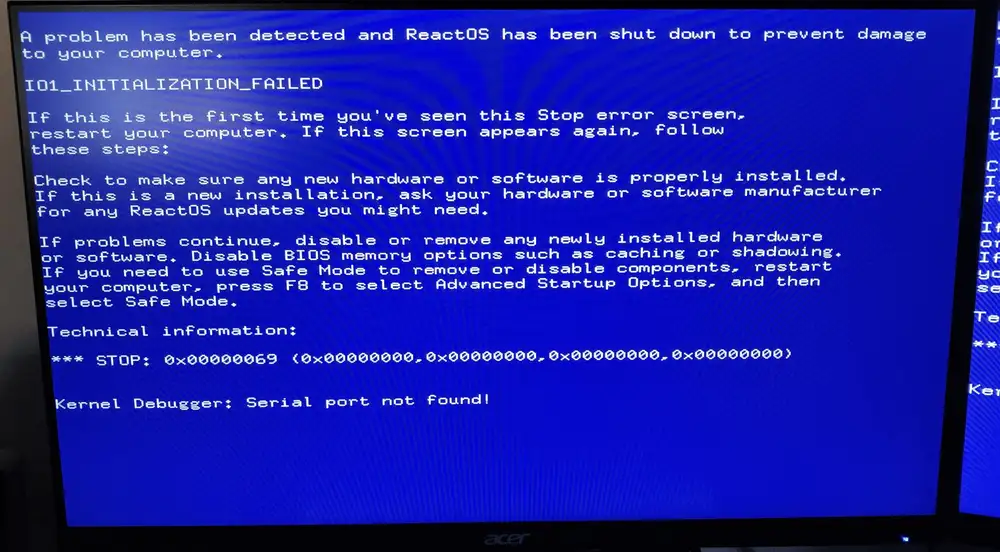 A problem has been detected and ReactOS has been shut down to prevent damage
to your computer.
IO1_INITIALIZATION_FAILED
If this is the first time you've seen this Stop error screen,
restart your computer. If this screen appears again, follow
these steps:
Check to make sure any new hardware or software is properly installed.
If this is a new installation, ask your hardware or software manufacturer
for any ReactOS updates you might need.
If problems continue, disable or remove any newly installed hardware
or software. Disable BIOS memory options such as caching or shadowing.
If you need to use Safe Mode to remove or disable components, restart
your computer, press F8 to select Advanced Startup Options, and then
select Safe Mode.
Technical information:
*** STOP: 0x00000069 (0x00000000,0x00000000,0x00000000,0x00000000)
Kernel Debugger: Serial port not found!
acer